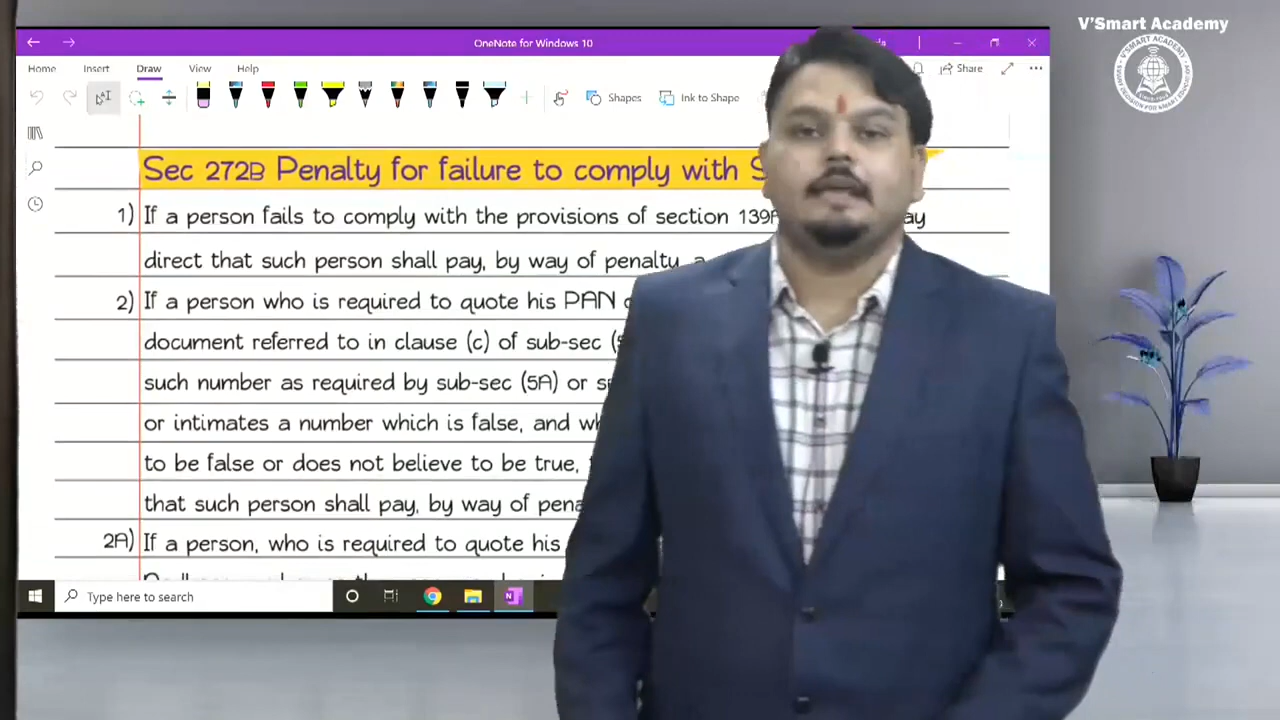 V'Smart Academy
OneNote for Windows 10
Home Insert Draw View Help
Share
Shapes Ink to Shape
Sec 272B Penalty for failure to comply with S
1) If a person fails to comply with the provisions of section 139A ay
direct that such person shall pay, by way of penalty, a
2) If a person who is required to quote his PAN
document referred to in clause (c) of sub-sec (5
such number as required by sub-sec (5A) or s
or intimates a number which is false, and wh
to be false or does not believe to be true,
that such person shall pay, by way of pena
2A) If a person, who is required to quote his
Type here to search